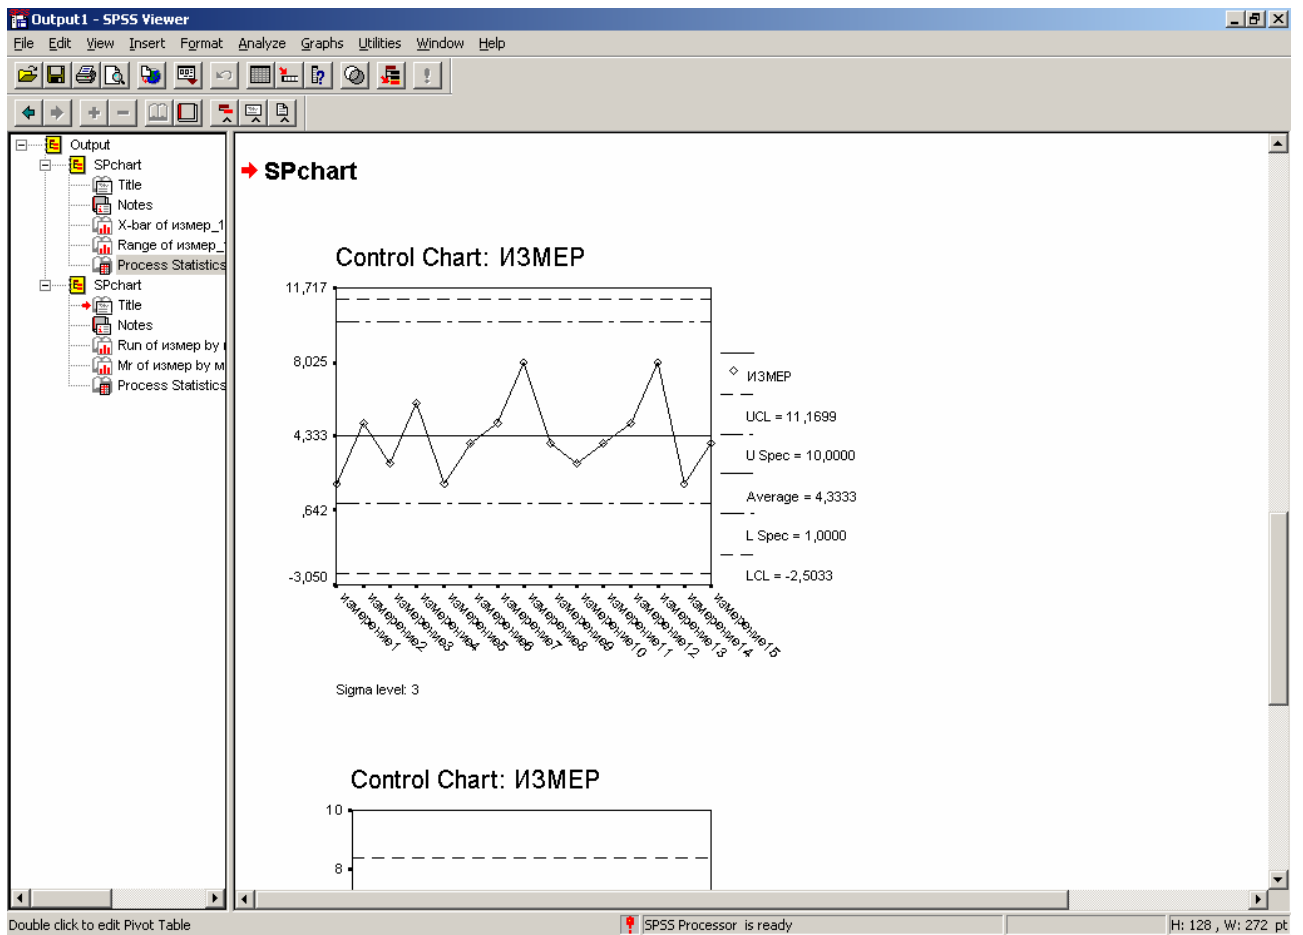 Output1 - SPSS Viewer
File Edit View Insert Format Analyze Graphs Utilities Window Help
Output
SPchart
Title
Notes
X-bar of измер_1
Range of измер_
Process Statistics
SPchart
Title
Notes
Run of измер by
Mr of измер by м
Process Statistics
SPchart
Control Chart: ИЗМЕР
11,717
8,025
4,333
,642
-3,050
ИЗМЕР
UCL = 11,1699
U Spec = 10,0000
Average = 4,3333
L Spec = 1,0000
LCL = -2,5033
измерение1
измерение2
измерение3
измерение4
измерение5
измерение6
измерение7
измерение8
измерение9
измерение10
измерение11
измерение12
измерение13
измерение14
измерение15
Sigma level: 3
Control Chart: ИЗМЕР
10
8
Double click to edit Pivot Table
SPSS Processor is ready
H: 128 , W: 272 pt